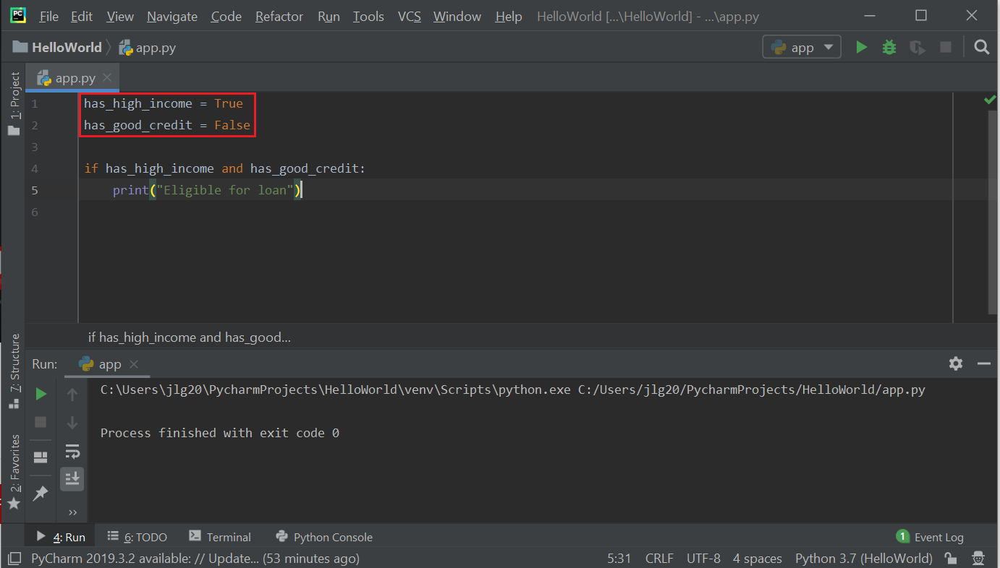 PC File Edit View Navigate Code Refactor Run Tools VCS Window Help HelloWorld [...\HelloWorld] - ...\app.py
HelloWorld app.py app
1: Project
app.py
1 has_high_income = True
2 has_good_credit = False
3
4 if has_high_income and has_good_credit:
5 print("Eligible for loan")
6
if has_high_income and has_good...
7: Structure
2: Favorites
Run: app
C:\Users\jlg20\PycharmProjects\HelloWorld\venv\Scripts\python.exe C:/Users/jlg20/PycharmProjects/HelloWorld/app.py
Process finished with exit code 0
4: Run 6: TODO Terminal Python Console 1 Event Log
PyCharm 2019.3.2 available: // Update... (53 minutes ago) 5:31 CRLF UTF-8 4 spaces Python 3.7 (HelloWorld)